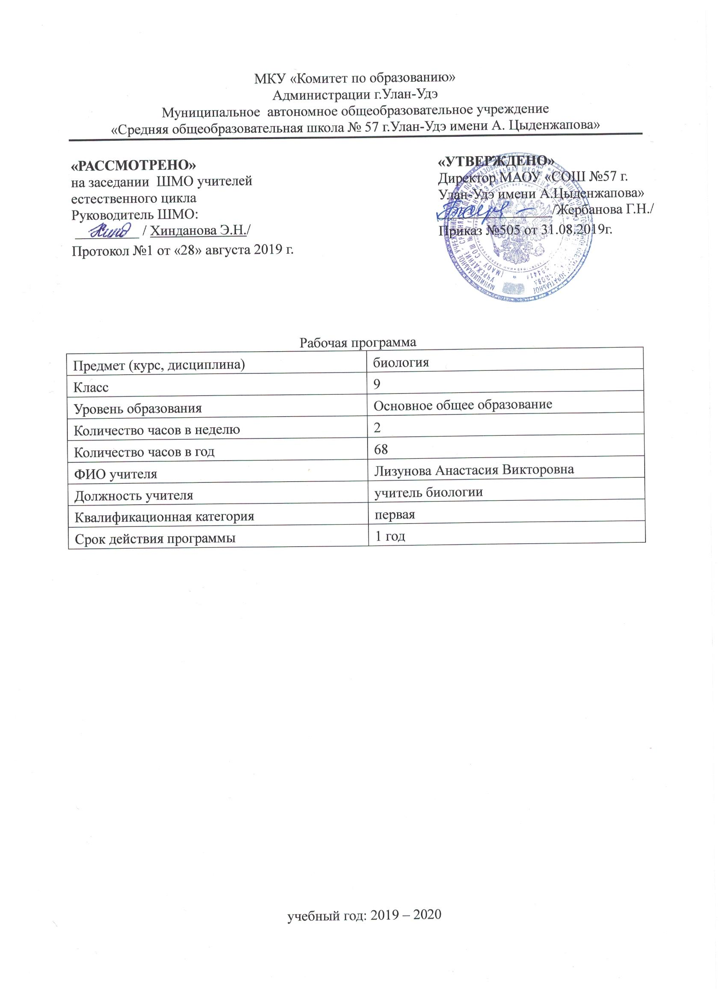 МКУ «Комитет по образованию»
Администрации г.Улан-Удэ
Муниципальное  автономное общеобразовательное учреждение
«Средняя общеобразовательная школа № 57 г.Улан-Удэ имени А. Цыденжапова»
«РАССМОТРЕНО»
на заседании  ШМО учителей
естественного цикла
Руководитель ШМО:
/ Хинданова Э.Н./
Протокол №1 от «28» августа 2019 г.
«УТВЕРЖДЕНО»
Директор МАОУ «СОШ №57 г.
Улан-Удэ имени А.Цыденжапова»
/Жербанова Г.Н./
Приказ №505 от 31.08.2019г.
Рабочая программа
Предмет (курс, дисциплина) биология
Класс 9
Уровень образования Основное общее образование
Количество часов в неделю 2
Количество часов в год 68
ФИО учителя Лизунова Анастасия Викторовна
Должность учителя учитель биологии
Квалификационная категория первая
Срок действия программы 1 год
учебный год: 2019 – 2020